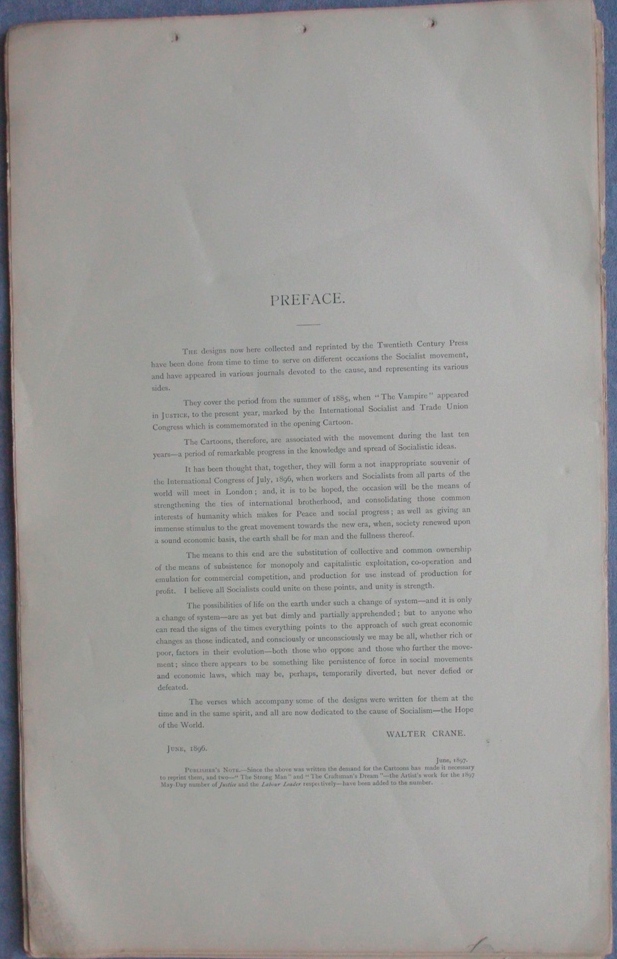 PREFACE.
The designs now here collected and reprinted by the Twentieth Century Press
have been done from time to time to serve on different occasions the Socialist movement,
and have appeared in various journals devoted to the cause, and representing its various
sides.
They cover the period from the summer of 1885, when "The Vampire" appeared
in Justice, to the present year, marked by the International Socialist and Trade Union
Congress which is commemorated in the opening Cartoon.
The Cartoons, therefore, are associated with the movement during the last ten
years—a period of remarkable progress in the knowledge and spread of Socialistic ideas.
It has been thought that, together, they will form a not inappropriate souvenir of
the International Congress of July, 1896, when workers and Socialists from all parts of the
world will meet in London; and, it is to be hoped, the occasion will be the means of
strengthening the ties of international brotherhood, and consolidating those common
interests of humanity which makes for Peace and social progress; as well as giving an
immense stimulus to the great movement towards the new era, when, society renewed upon
a sound economic basis, the earth shall be for man and the fullness thereof.
The means to this end are the substitution of collective and common ownership
of the means of subsistence for monopoly and capitalistic exploitation, co-operation and
emulation for commercial competition, and production for use instead of production for
profit. I believe all Socialists could unite on these points, and unity is strength.
The possibilities of life on the earth under such a change of system—and it is only
a change of system—are as yet but dimly and partially apprehended; but to anyone who
can read the signs of the times everything points to the approach of such great economic
changes as those indicated, and consciously or unconsciously we may be all, whether rich or
poor, factors in their evolution—both those who oppose and those who further the move-
ment; since there appears to be something like persistence of force in social movements
and economic laws, which may be, perhaps, temporarily diverted, but never defied or
defeated.
The verses which accompany some of the designs were written for them at the
time and in the same spirit, and all are now dedicated to the cause of Socialism—the Hope
of the World.
WALTER CRANE.
June, 1896.
June, 1897.
Publisher's Note.—Since the above was written the demand for the Cartoons has made it necessary
to reprint them, and two—"The Strong Man" and "The Craftsman's Dream"—the Artist's work for the 1897
May Day number of Justice and the Labour Leader respectively—have been added to the number.